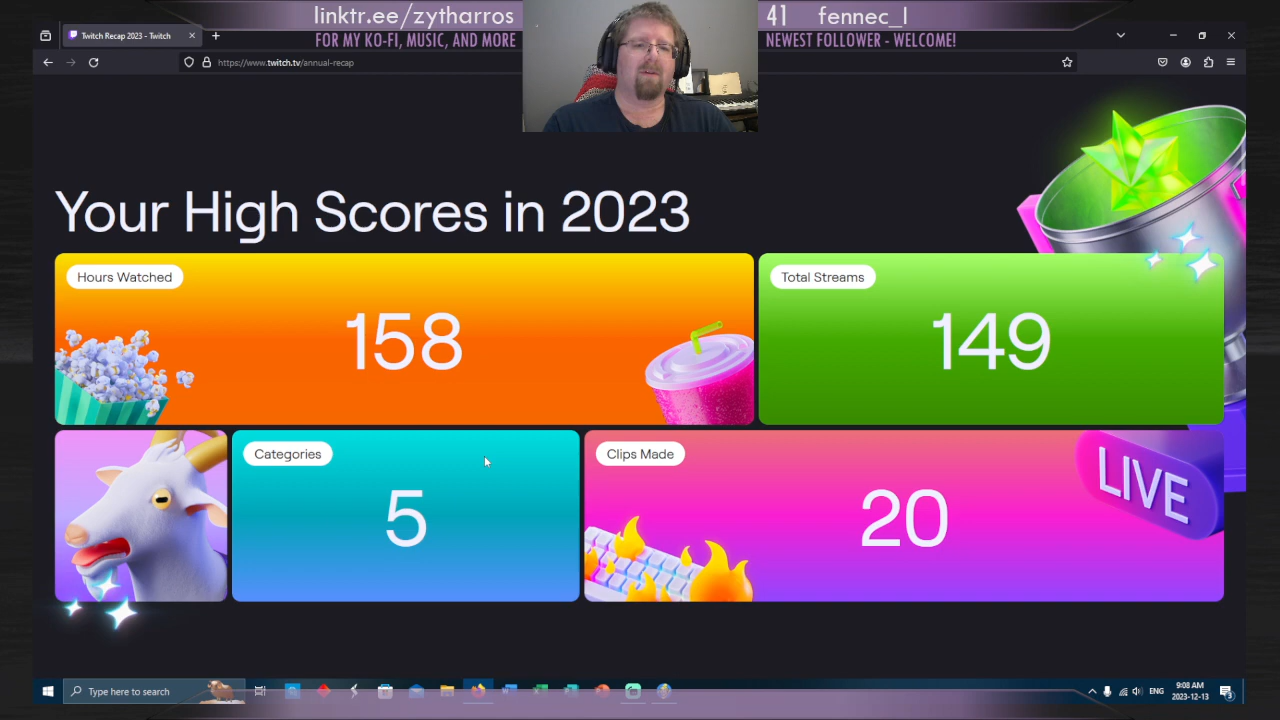 linktr.ee/zytharros
FOR MY KO-FI, MUSIC, AND MORE
41 fennec_l
NEWEST FOLLOWER - WELCOME!
Twitch Recap 2023 - Twitch
https://www.twitch.tv/annual-recap
Your High Scores in 2023
Hours Watched
158
Total Streams
149
Categories
5
Clips Made
20
LIVE
Type here to search
ENG
9:08 AM
2023-12-13
3